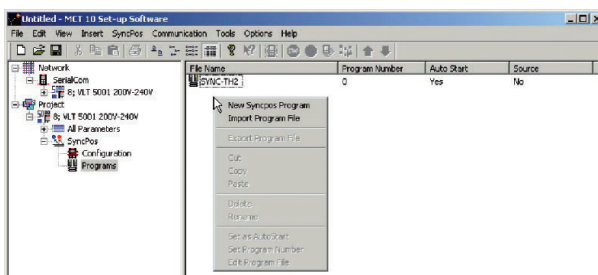 Untitled - MCT 10 Set-up Software
File Edit View Insert SyncPos Communication Tools Options Help
Network
SerialCom
8; VLT 5001 200V-240V
Project
8; VLT 5001 200V-240V
All Parameters
SyncPos
Configuration
Programs
File Name Program Number Auto Start Source
SYNC-TH2 0 Yes No
New Syncpos Program
Import Program File
Export Program File
Cut
Copy
Paste
Delete
Rename
Set as AutoStart
Set Program Number
Edit Program File